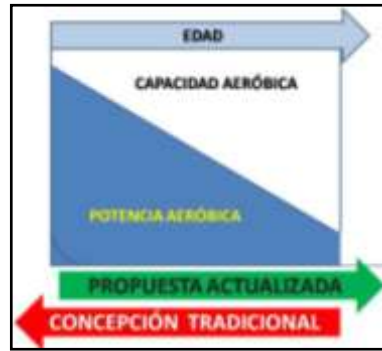 EDAD
CAPACIDAD AERÓBICA
POTENCIA AERÓBICA
PROPUESTA ACTUALIZADA
CONCEPCIÓN TRADICIONAL